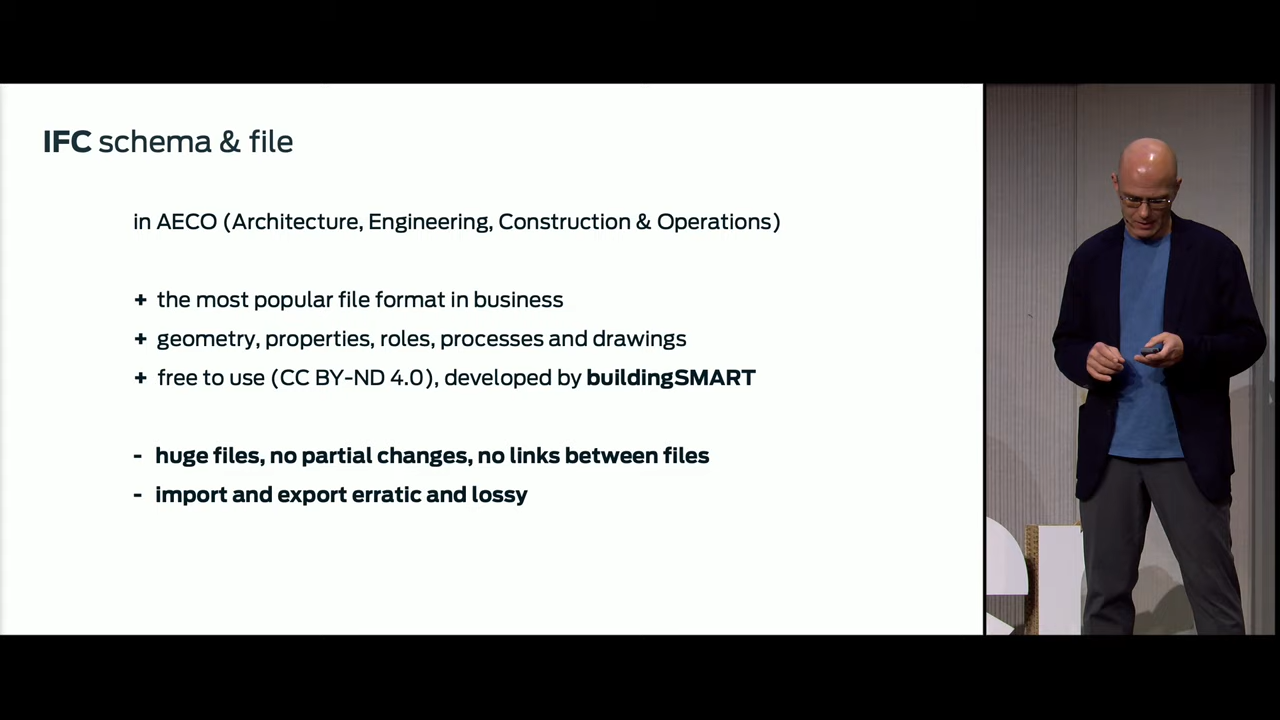 IFC schema & file
in AECO (Architecture, Engineering, Construction & Operations)
+ the most popular file format in business
+ geometry, properties, roles, processes and drawings
+ free to use (CC BY-ND 4.0), developed by buildingSMART
- huge files, no partial changes, no links between files
- import and export erratic and lossy